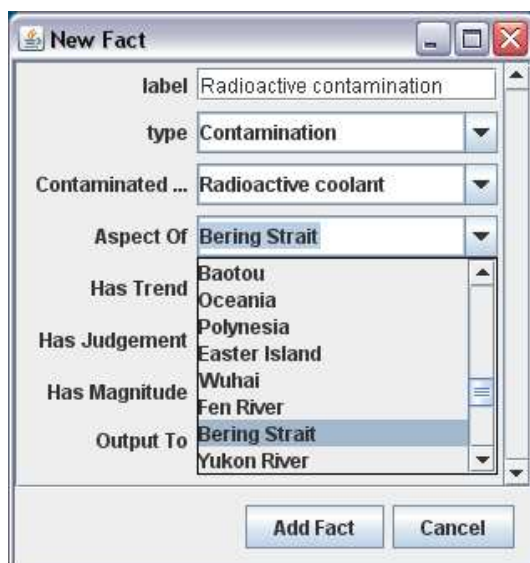 New Fact
label Radioactive contamination
type Contamination
Contaminated ... Radioactive coolant
Aspect Of Bering Strait
Baotou
Has Trend
Oceania
Polynesia
Has Judgement
Easter Island
Wuhai
Has Magnitude
Fen River
Output To Bering Strait
Yukon River
Add Fact Cancel